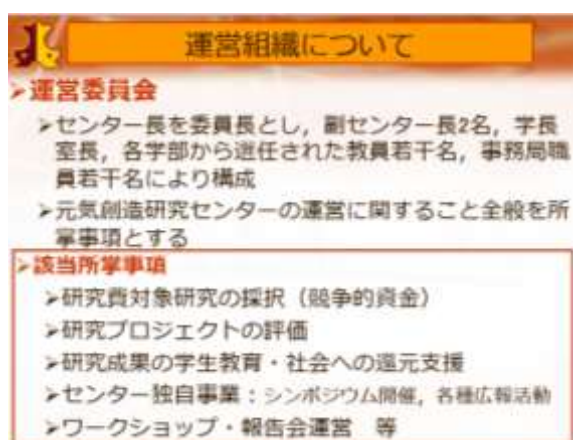 運営組織について
➢運営委員会
➢センター長を委員長とし，副センター長2名，学長
室長，各学部から選任された教員若干名，事務局職
員若干名により構成
➢元気創造研究センターの運営に関すること全般を所
掌事項とする
➢該当所掌事項
➢研究費対象研究の採択（競争的資金）
➢研究プロジェクトの評価
➢研究成果の学生教育・社会への還元支援
➢センター独自事業：シンポジウム開催，各種広報活動
➢ワークショップ・報告会運営　等